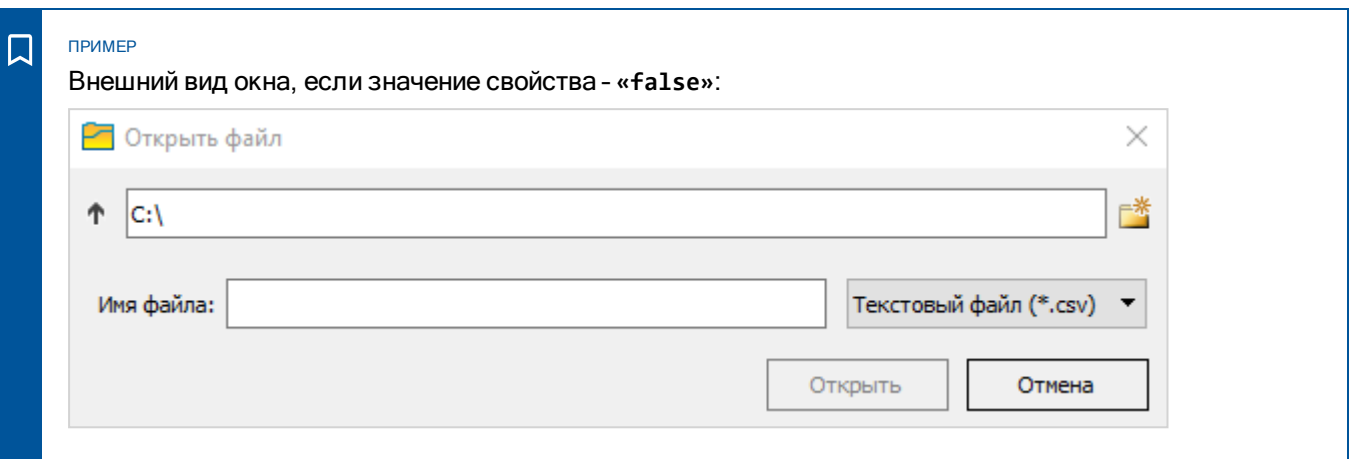 ПРИМЕР
Внешний вид окна, если значение свойства - «false»:
Открыть файл
C:\
Имя файла:
Текстовый файл (*.csv)
Открыть
Отмена